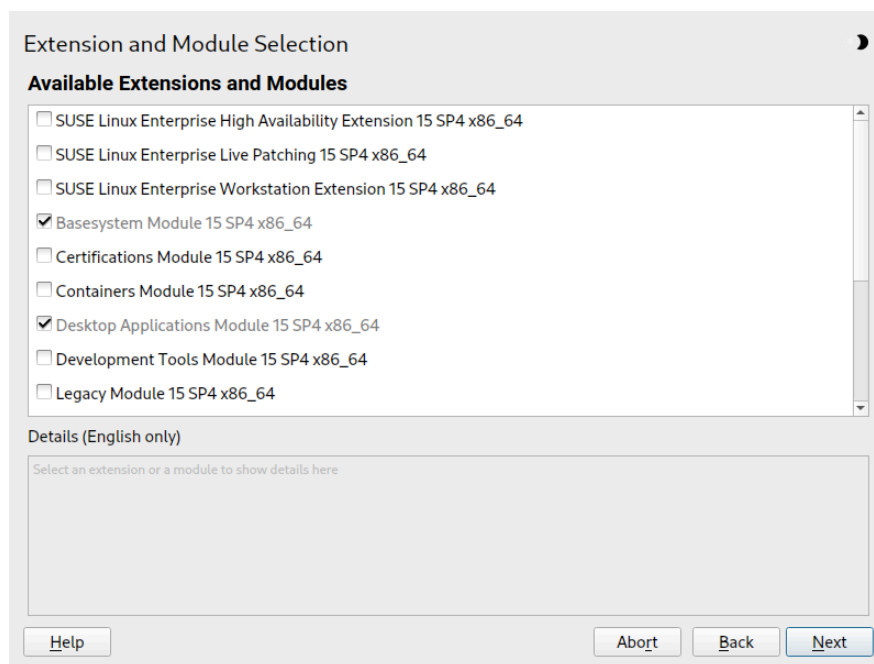 Extension and Module Selection
Available Extensions and Modules
SUSE Linux Enterprise High Availability Extension 15 SP4 x86_64
SUSE Linux Enterprise Live Patching 15 SP4 x86_64
SUSE Linux Enterprise Workstation Extension 15 SP4 x86_64
Basesystem Module 15 SP4 x86_64
Certifications Module 15 SP4 x86_64
Containers Module 15 SP4 x86_64
Desktop Applications Module 15 SP4 x86_64
Development Tools Module 15 SP4 x86_64
Legacy Module 15 SP4 x86_64
Details (English only)
Select an extension or a module to show details here
Help Abort Back Next